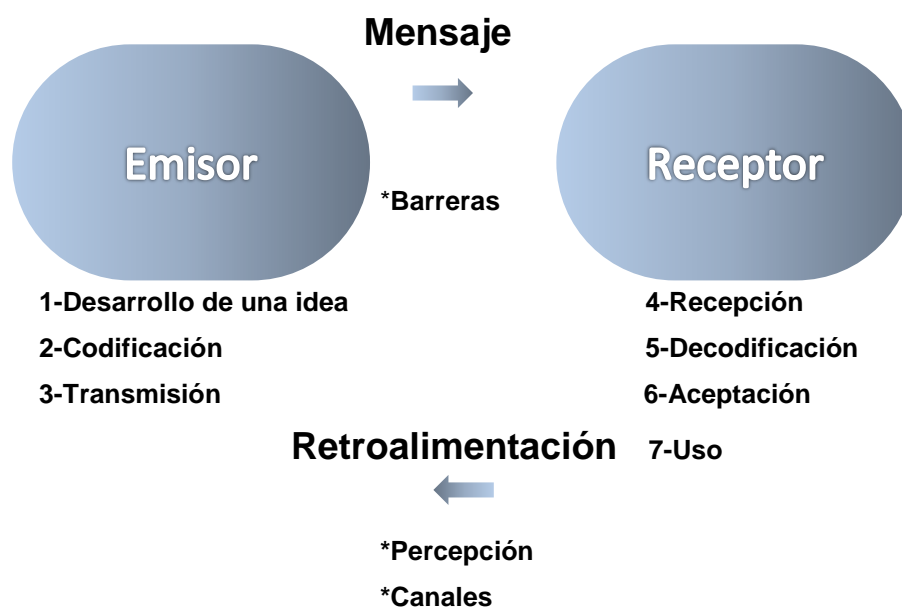 Mensaje
Emisor
Receptor
*Barreras
1-Desarrollo de una idea
2-Codificación
3-Transmisión
4-Recepción
5-Decodificación
6-Aceptación
7-Uso
Retroalimentación
*Percepción
*Canales